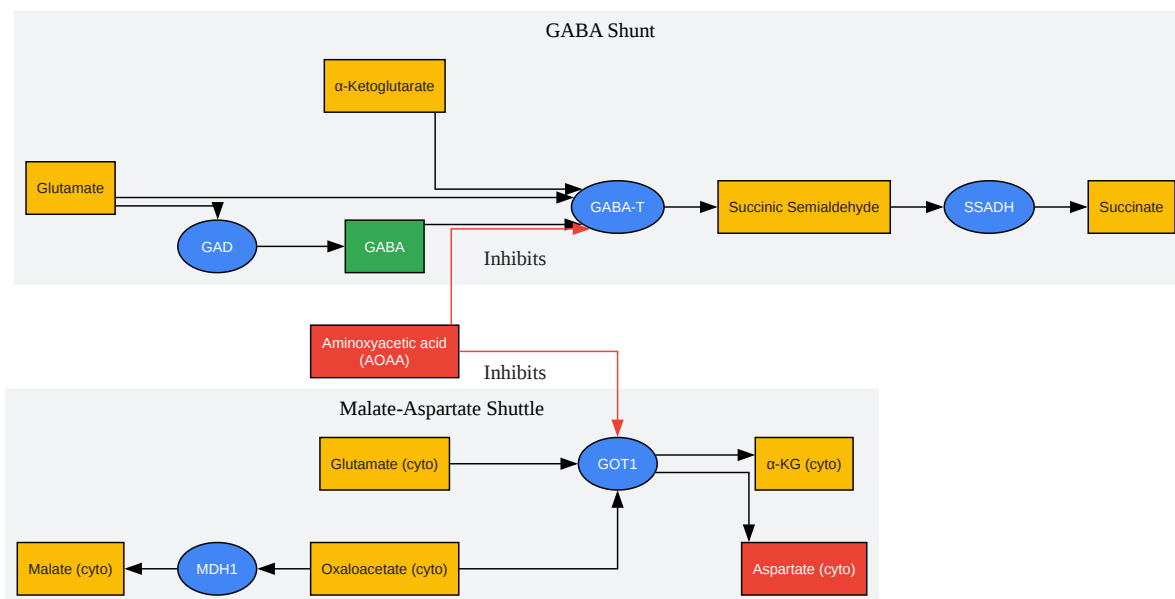 GABA Shunt
α-Ketoglutarate
Glutamate
GABA-T
Succinic Semialdehyde
SSADH
Succinate
GAD
GABA
Inhibits
Aminoxyacetic acid
(AOAA)
Inhibits
Malate-Aspartate Shuttle
Glutamate (cyto)
GOT1
α-KG (cyto)
Malate (cyto)
MDH1
Oxaloacetate (cyto)
Aspartate (cyto)